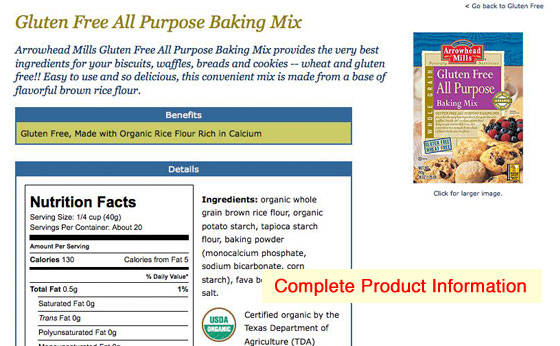 < Go back to Gluten Free
Gluten Free All Purpose Baking Mix
Arrowhead Mills Gluten Free All Purpose Baking Mix provides the very best
ingredients for your biscuits, waffles, breads and cookies -- wheat and gluten
free!! Easy to use and so delicious, this convenient mix is made from a base of
flavorful brown rice flour.
Arrowhead
Mills
WHOLE GRAIN
Gluten Free
All Purpose
Baking Mix
GLUTEN FREE
WHEAT FREE
Click for larger image.
Benefits
Gluten Free, Made with Organic Rice Flour Rich in Calcium
Details
Nutrition Facts
Serving Size: 1/4 cup (40g)
Servings Per Container: About 20
Amount Per Serving
Calories 130 Calories from Fat 5
% Daily Value*
Total Fat 0.5g 1%
Saturated Fat 0g
Trans Fat 0g
Polyunsaturated Fat 0g
Monounsaturated Fat 0g
Ingredients: organic whole
grain brown rice flour, organic
potato starch, tapioca starch
flour, baking powder
(monocalcium phosphate,
sodium bicarbonate, corn
starch), fava
salt.
Complete Product Information
USDA
ORGANIC
Certified organic by the
Texas Department of
Agriculture (TDA)